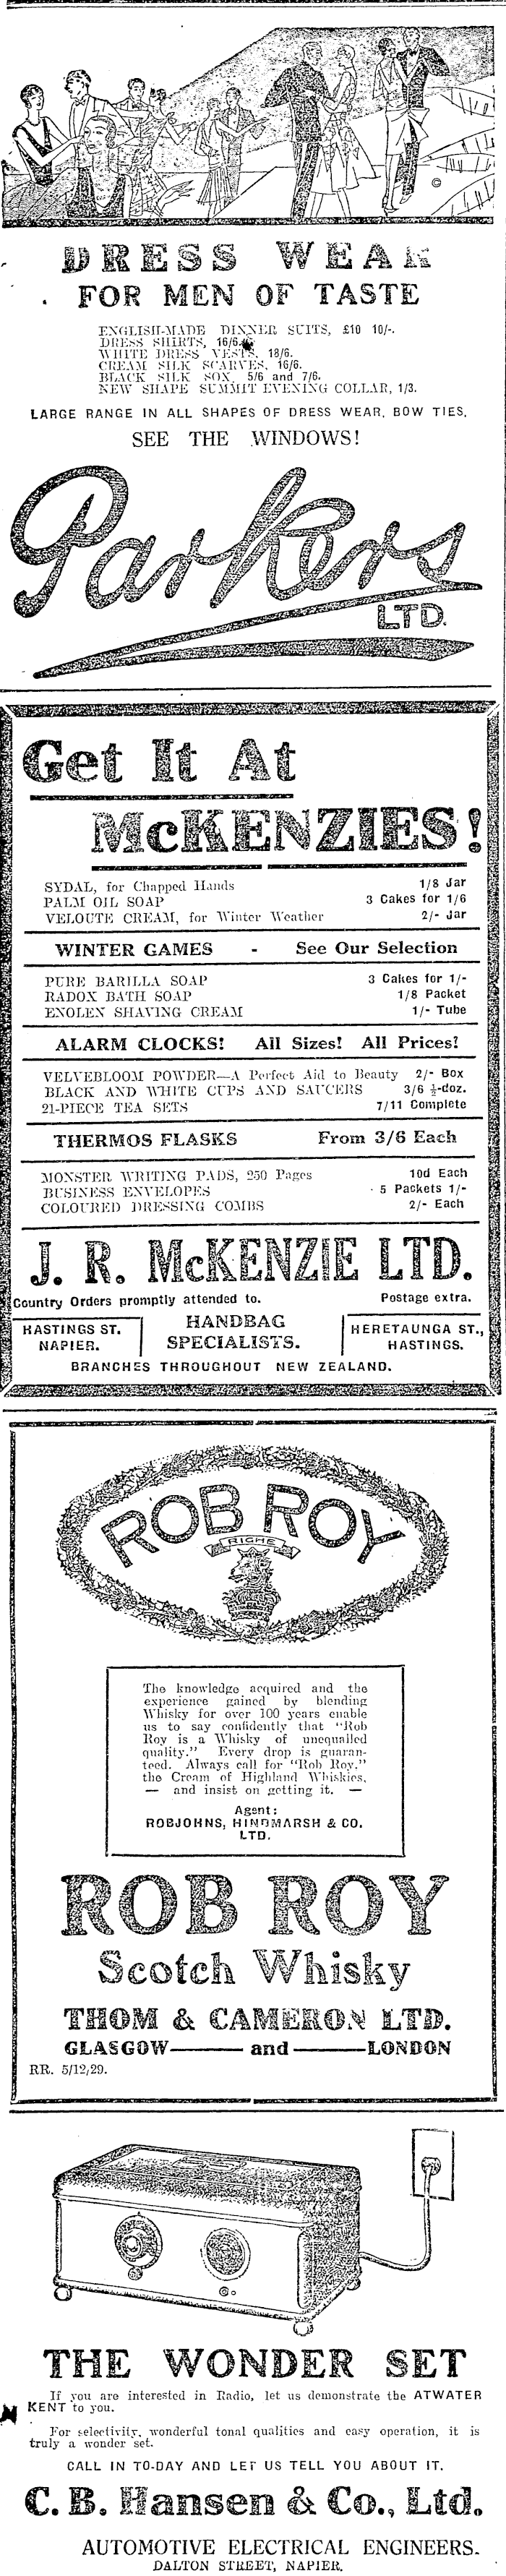 DRESS WEAR
FOR MEN OF TASTE
ENGLISH-MADE DINNER SUITS, £10 10/-.
DRESS SHIRTS, 16/6.
WHITE DRESS VESTS, 18/6.
CREAM SILK SCARVES, 16/6.
BLACK SILK SOX, 5/6 and 7/6.
NEW SHAPE SUMMIT EVENING COLLAR, 1/3.
LARGE RANGE IN ALL SHAPES OF DRESS WEAR, BOW TIES.
SEE THE WINDOWS!
Parkers
LTD.
Get It At
McKENZIES!
SYDAL, for Chapped Hands 1/8 Jar
PALM OIL SOAP 3 Cakes for 1/6
VELOUTE CREAM, for Winter Weather 2/- Jar
WINTER GAMES - See Our Selection
PURE BARILLA SOAP 3 Cakes for 1/-
RADOX BATH SOAP 1/8 Packet
EXOLEN SHAVING CREAM 1/- Tube
ALARM CLOCKS! All Sizes! All Prices!
VELVEBLOOM POWDER—A Perfect Aid to Beauty 2/- Box
BLACK AND WHITE CUPS AND SAUCERS 3/6 ½-doz.
21-PIECE TEA SETS 7/11 Complete
THERMOS FLASKS From 3/6 Each
MONSTER WRITING PADS, 250 Pages 10d Each
BUSINESS ENVELOPES 5 Packets 1/-
COLOURED DRESSING COMBS 2/- Each
J. R. McKENZIE LTD.
Country Orders promptly attended to. Postage extra.
HASTINGS ST. NAPIER.
HANDBAG SPECIALISTS.
HERETAUNGA ST., HASTINGS.
BRANCHES THROUGHOUT NEW ZEALAND.
ROB ROY
RIGHE
The knowledge acquired and the
experience gained by blending
Whisky for over 100 years enable
us to say confidently that "Rob
Roy is a Whisky of unequalled
quality." Every drop is guaran-
teed. Always call for "Rob Roy,"
the Cream of Highland Whiskies,
— and insist on getting it. —
Agent:
ROBJOHNS, HINDMARSH & CO.
LTD.
ROB ROY
Scotch Whisky
THOM & CAMERON LTD.
GLASGOW—— and ——LONDON
RR. 5/12/29.
THE WONDER SET
If you are interested in Radio, let us demonstrate the ATWATER
KENT to you.
For selectivity, wonderful tonal qualities and easy operation, it is
truly a wonder set.
CALL IN TO-DAY AND LET US TELL YOU ABOUT IT.
C. B. Hansen & Co., Ltd.
AUTOMOTIVE ELECTRICAL ENGINEERS.
DALTON STREET, NAPIER.